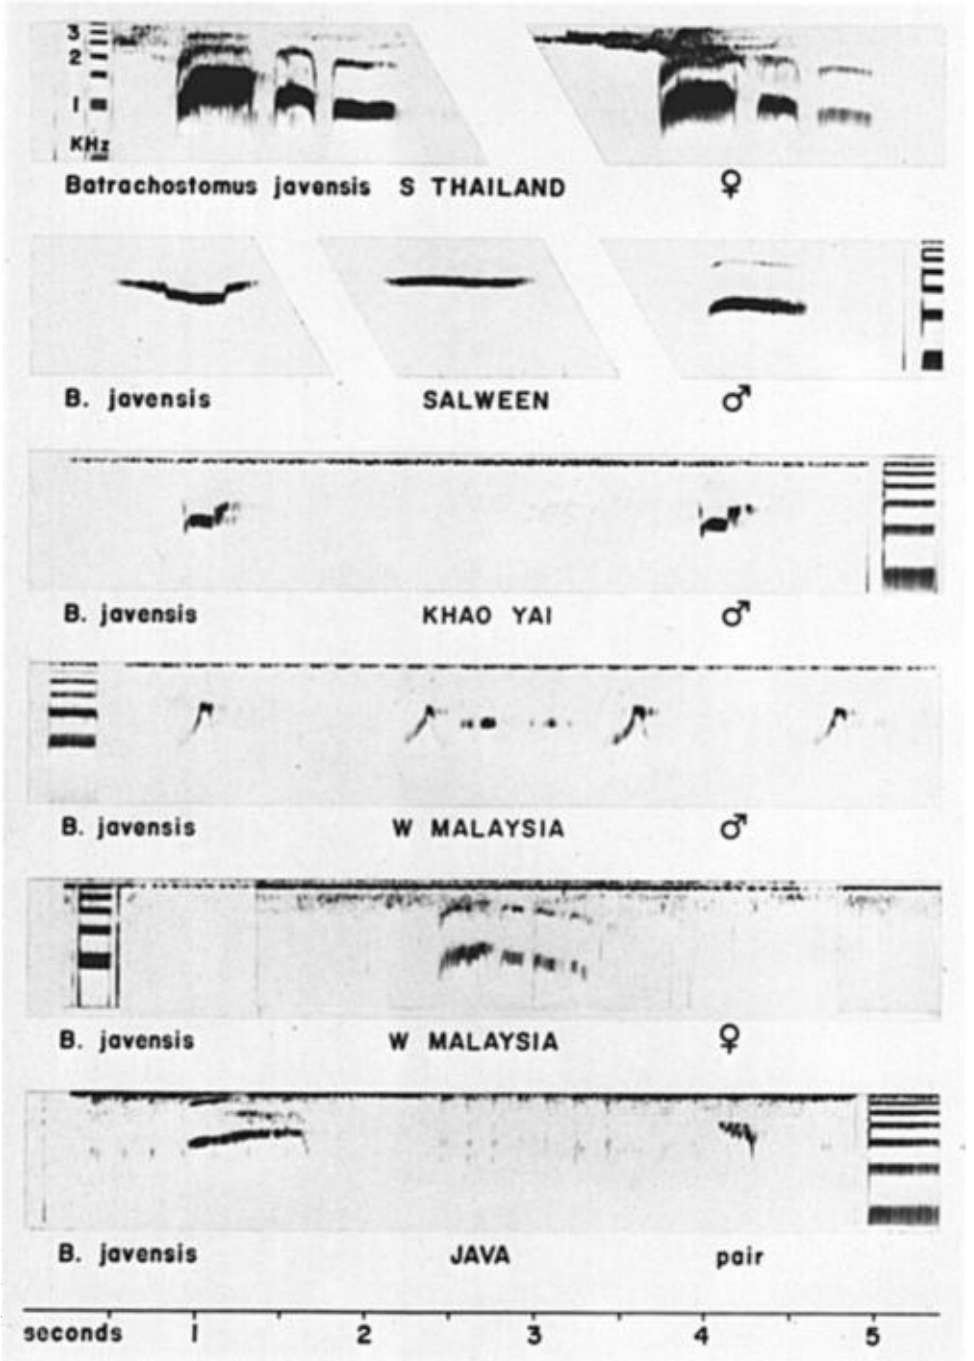 3
2
1
KHz
Batrachostomus javensis S THAILAND ♀
B. javensis SALWEEN ♂
B. javensis KHAO YAI ♂
B. javensis W MALAYSIA ♂
B. javensis W MALAYSIA ♀
B. javensis JAVA pair
seconds 1 2 3 4 5